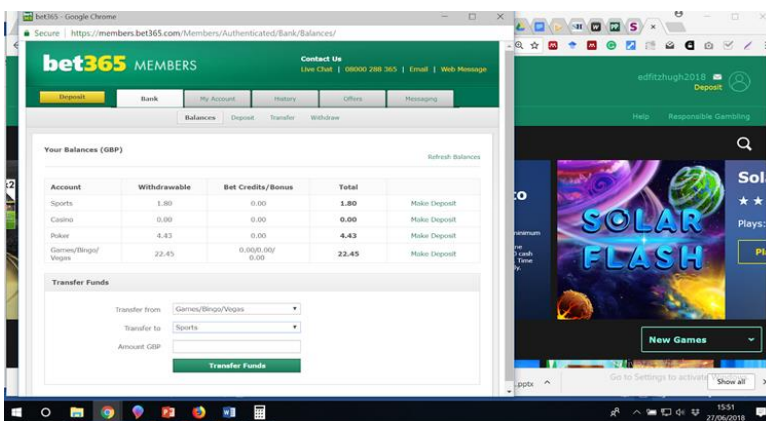 bet365 - Google Chrome
Secure | https://members.bet365.com/Members/Authenticated/Bank/Balances/
bet365 MEMBERS
Contact Us
Live Chat | 08000 288 365 | Email | Web Message
Deposit Bank My Account History Offers Messaging
Balances Deposit Transfer Withdraw
Your Balances (GBP)
Refresh Balances
Account Withdrawable Bet Credits/Bonus Total
Sports 1.80 0.00 1.80 Make Deposit
Casino 0.00 0.00 0.00 Make Deposit
Poker 4.43 0.00 4.43 Make Deposit
Games/Bingo/
Vegas 22.45 0.00/0.00/
0.00 22.45 Make Deposit
Transfer Funds
Transfer from Games/Bingo/Vegas
Transfer to Sports
Amount GBP
Transfer Funds
edfitzhugh2018
Deposit
Help Responsible Gambling
to
SOLAR
FLASH
Sol
Plays:
Pl
New Games
.pptx
Go to Settings to activate
Show all
15:51
27/06/2018